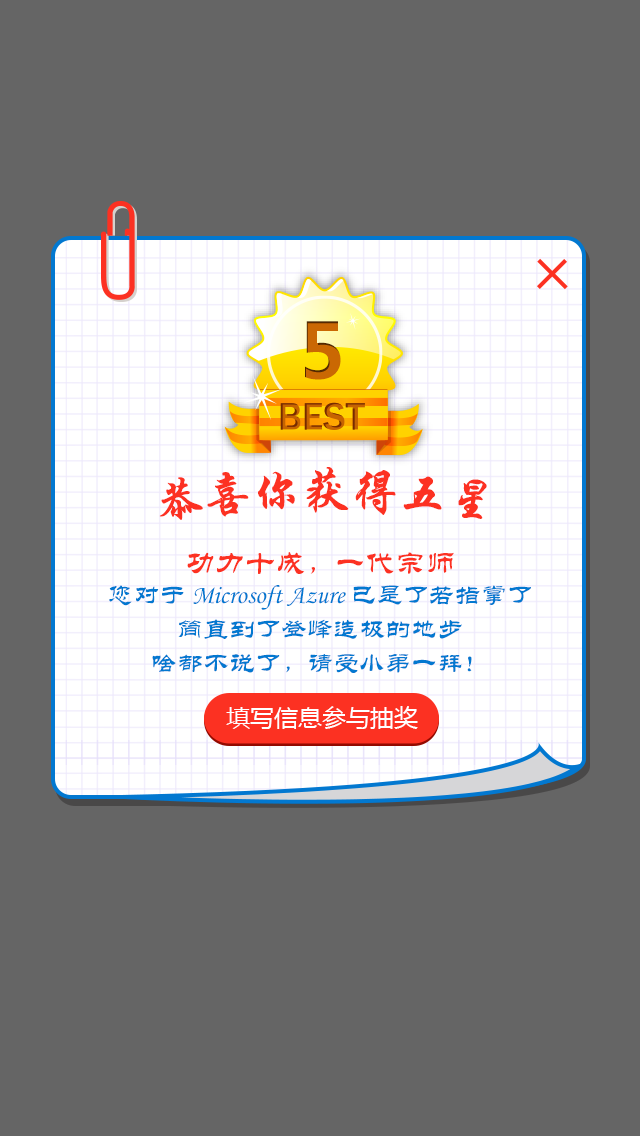 5
BEST
恭喜你获得五星
功力十成，一代宗师
您对于 Microsoft Azure 已是了若指掌了
简直到了登峰造极的地步
啥都不说了，请受小弟一拜！
填写信息参与抽奖